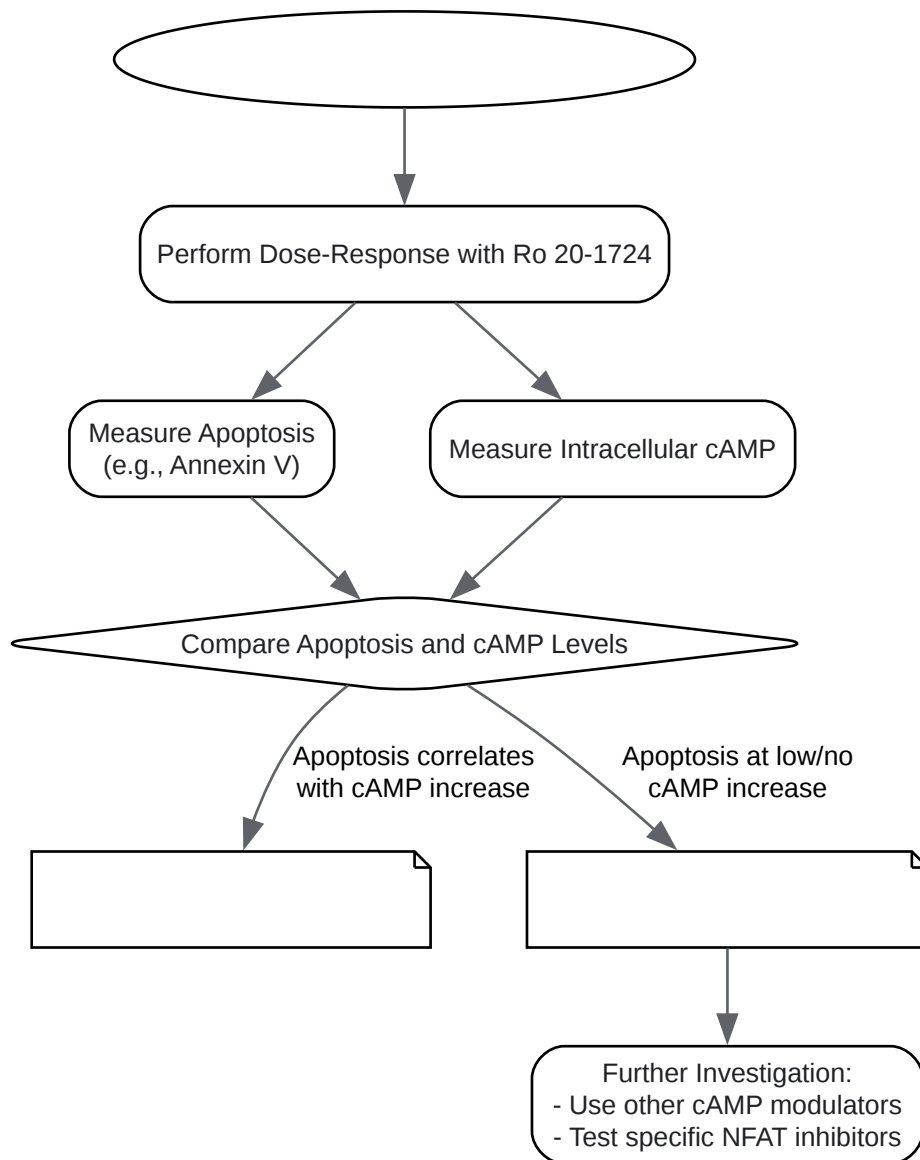 Perform Dose-Response with Ro 20-1724
Measure Apoptosis
(e.g., Annexin V)
Measure Intracellular cAMP
Compare Apoptosis and cAMP Levels
Apoptosis correlates
with cAMP increase
Apoptosis at low/no
cAMP increase
Further Investigation:
- Use other cAMP modulators
- Test specific NFAT inhibitors